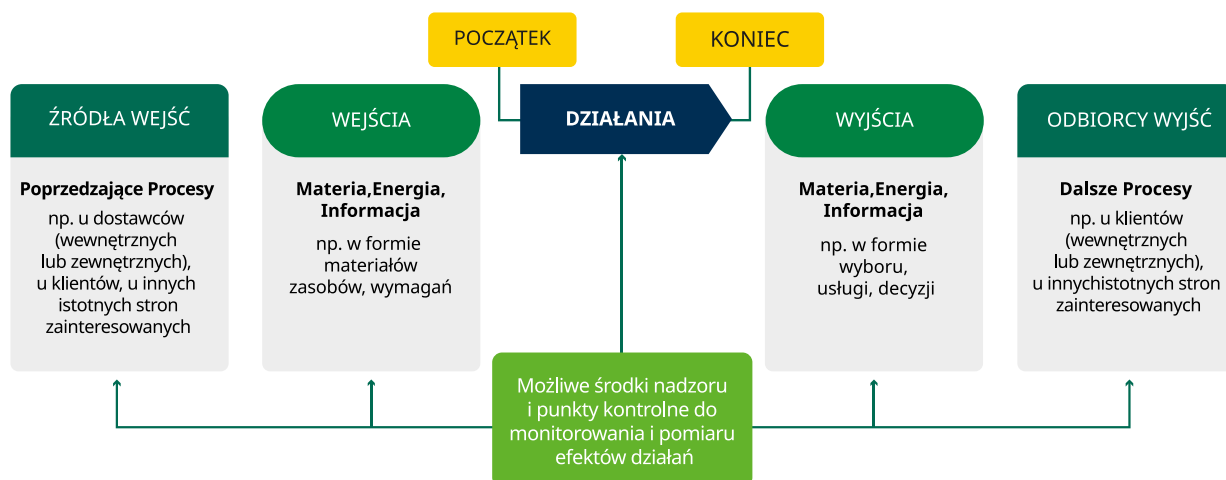 POCZĄTEK
KONIEC
ŹRÓDŁA WEJŚĆ
WEJŚCIA
DZIAŁANIA
WYJŚCIA
ODBIORCY WYJŚĆ
Poprzedzające Procesy
np. u dostawców
(wewnętrznych
lub zewnętrznych),
u klientów, u innych
istotnych stron
zainteresowanych
Materia,Energia,
Informacja
np. w formie
materiałów
zasobów, wymagań
Materia,Energia,
Informacja
np. w formie
wyboru,
usługi, decyzji
Dalsze Procesy
np. u klientów
(wewnętrznych
lub zewnętrznych),
u innychistotnych stron
zainteresowanych
Możliwe środki nadzoru
i punkty kontrolne do
monitorowania i pomiaru
efektów działań